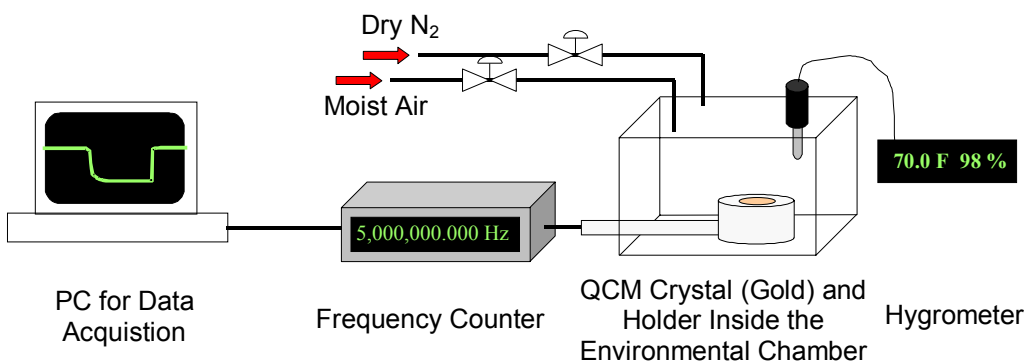 Dry N₂
Moist Air
70.0 F 98 %
5,000,000.000 Hz
PC for Data
Acquistion
Frequency Counter
QCM Crystal (Gold) and
Holder Inside the
Environmental Chamber
Hygrometer